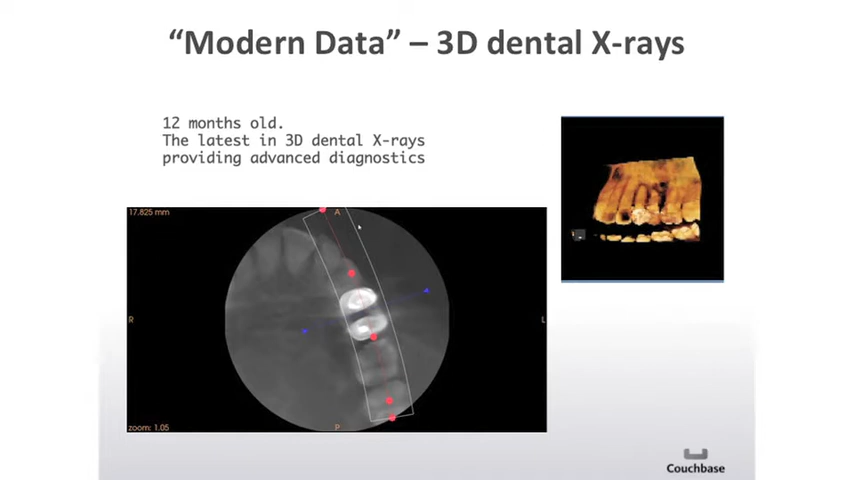 “Modern Data” – 3D dental X-rays
12 months old.
The latest in 3D dental X-rays
providing advanced diagnostics
17.825 mm
A
R
L
zoom: 1.05
P
Couchbase